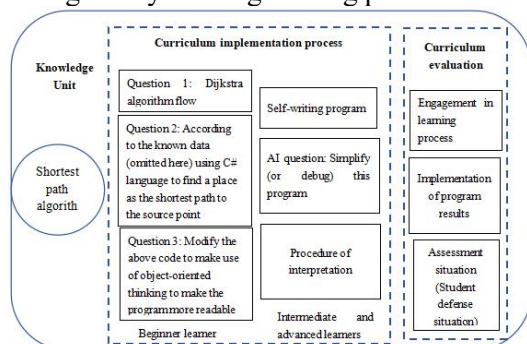 Curriculum implementation process
Knowledge
Unit
Shortest
path
algorith
Question 1: Dijkstra
algorithm flow
Question 2: According
to the known data
(omitted here) using C#
language to find a place
as the shortest path to
the source point
Question 3: Modify the
above code to make use
of object-oriented
thinking to make the
program more readable
Beginner learner
Self-writing program
AI question: Simplify
(or debug) this
program
Procedure of
interpretation
Intermediate and
advanced learners
Curriculum
evaluation
Engagement in
learning
process
Implementation
of program
results
Assessment
situation
(Student
defense
situation)